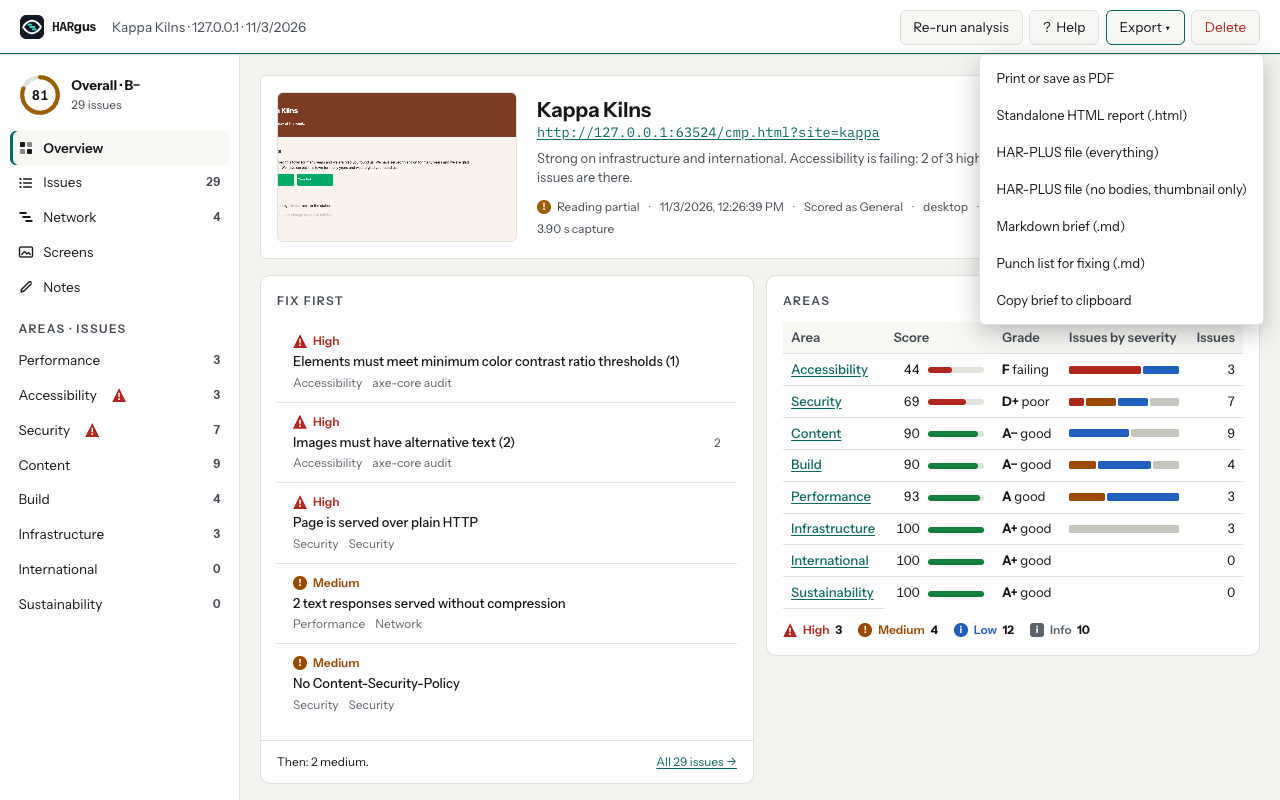 HARgus
Kappa Kilns · 127.0.0.1 · 11/3/2026
Re-run analysis
? Help
Export ▾
Delete
Print or save as PDF
Standalone HTML report (.html)
HAR-PLUS file (everything)
HAR-PLUS file (no bodies, thumbnail only)
Markdown brief (.md)
Punch list for fixing (.md)
Copy brief to clipboard
81
Overall · B−
29 issues
Overview
Issues 29
Network 4
Screens
Notes
AREAS · ISSUES
Performance 3
Accessibility 3
Security 7
Content 9
Build 4
Infrastructure 3
International 0
Sustainability 0
Kilns
Kappa Kilns
http://127.0.0.1:63524/cmp.html?site=kappa
Strong on infrastructure and international. Accessibility is failing: 2 of 3 high
issues are there.
Reading partial · 11/3/2026, 12:26:39 PM · Scored as General · desktop ·
3.90 s capture
FIX FIRST
High
Elements must meet minimum color contrast ratio thresholds (1)
Accessibility axe-core audit
High
Images must have alternative text (2) 2
Accessibility axe-core audit
High
Page is served over plain HTTP
Security Security
Medium
2 text responses served without compression
Performance Network
Medium
No Content-Security-Policy
Security Security
Then: 2 medium.
All 29 issues →
AREAS
Area Score Grade Issues by severity Issues
Accessibility 44 F failing 3
Security 69 D+ poor 7
Content 90 A− good 9
Build 90 A− good 4
Performance 93 A good 3
Infrastructure 100 A+ good 3
International 100 A+ good 0
Sustainability 100 A+ good 0
High 3 Medium 4 Low 12 Info 10